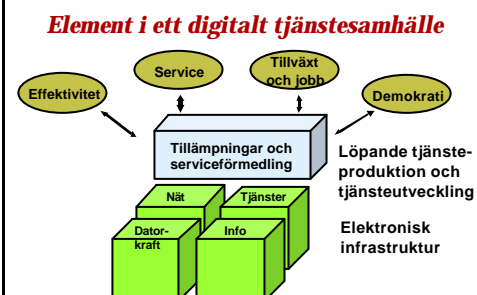 Element i ett digitalt tjänstesamhälle
Effektivitet
Service
Tillväxt
och jobb
Demokrati
Tillämpningar och
serviceförmedling
Löpande tjänste-
produktion och
tjänsteutveckling
Nät
Tjänster
Dator-
kraft
Info
Elektronisk
infrastruktur